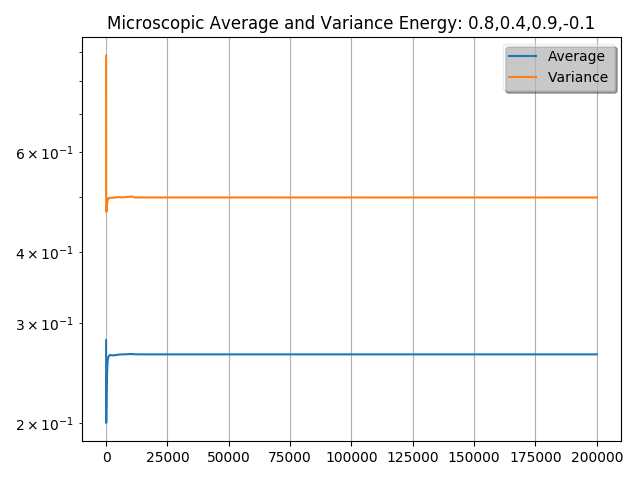 Microscopic Average and Variance Energy: 0.8,0.4,0.9,-0.1
Average
Variance
6 × 10⁻¹
4 × 10⁻¹
3 × 10⁻¹
2 × 10⁻¹
0 25000 50000 75000 100000 125000 150000 175000 200000